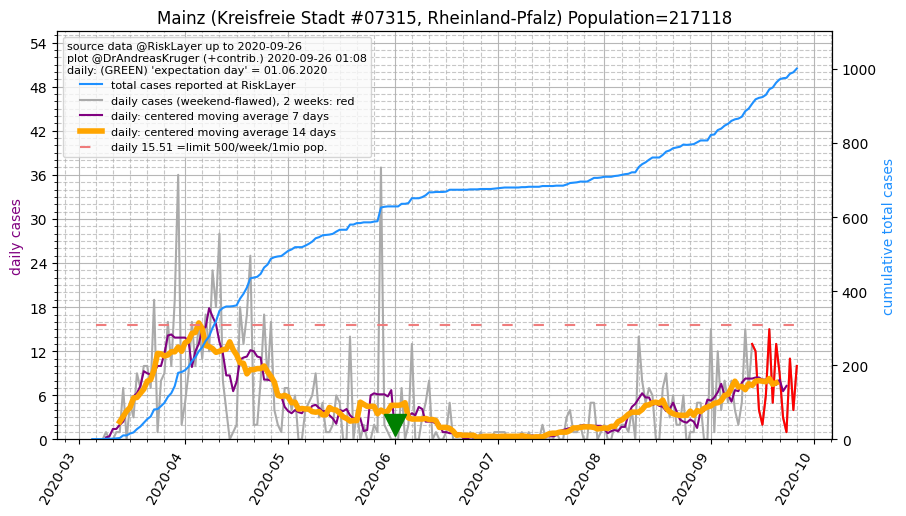 Mainz (Kreisfreie Stadt #07315, Rheinland-Pfalz) Population=217118
source data @RiskLayer up to 2020-09-26
plot @DrAndreasKruger (+contrib.) 2020-09-26 01:08
daily: (GREEN) 'expectation day' = 01.06.2020
total cases reported at RiskLayer
daily cases (weekend-flawed), 2 weeks: red
daily: centered moving average 7 days
daily: centered moving average 14 days
daily 15.51 =limit 500/week/1mio pop.
daily cases
54
48
42
36
30
24
18
12
6
0
cumulative total cases
1000
800
600
400
200
0
2020-03
2020-04
2020-05
2020-06
2020-07
2020-08
2020-09
2020-10